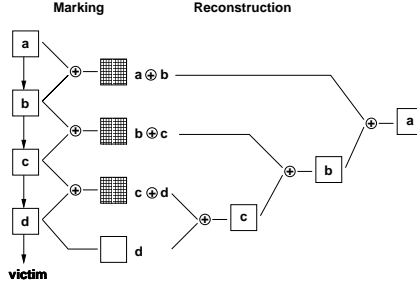 Marking Reconstruction
a
a ⊕ b
a
b
b ⊕ c
b
c
c ⊕ d
c
d
d
victim